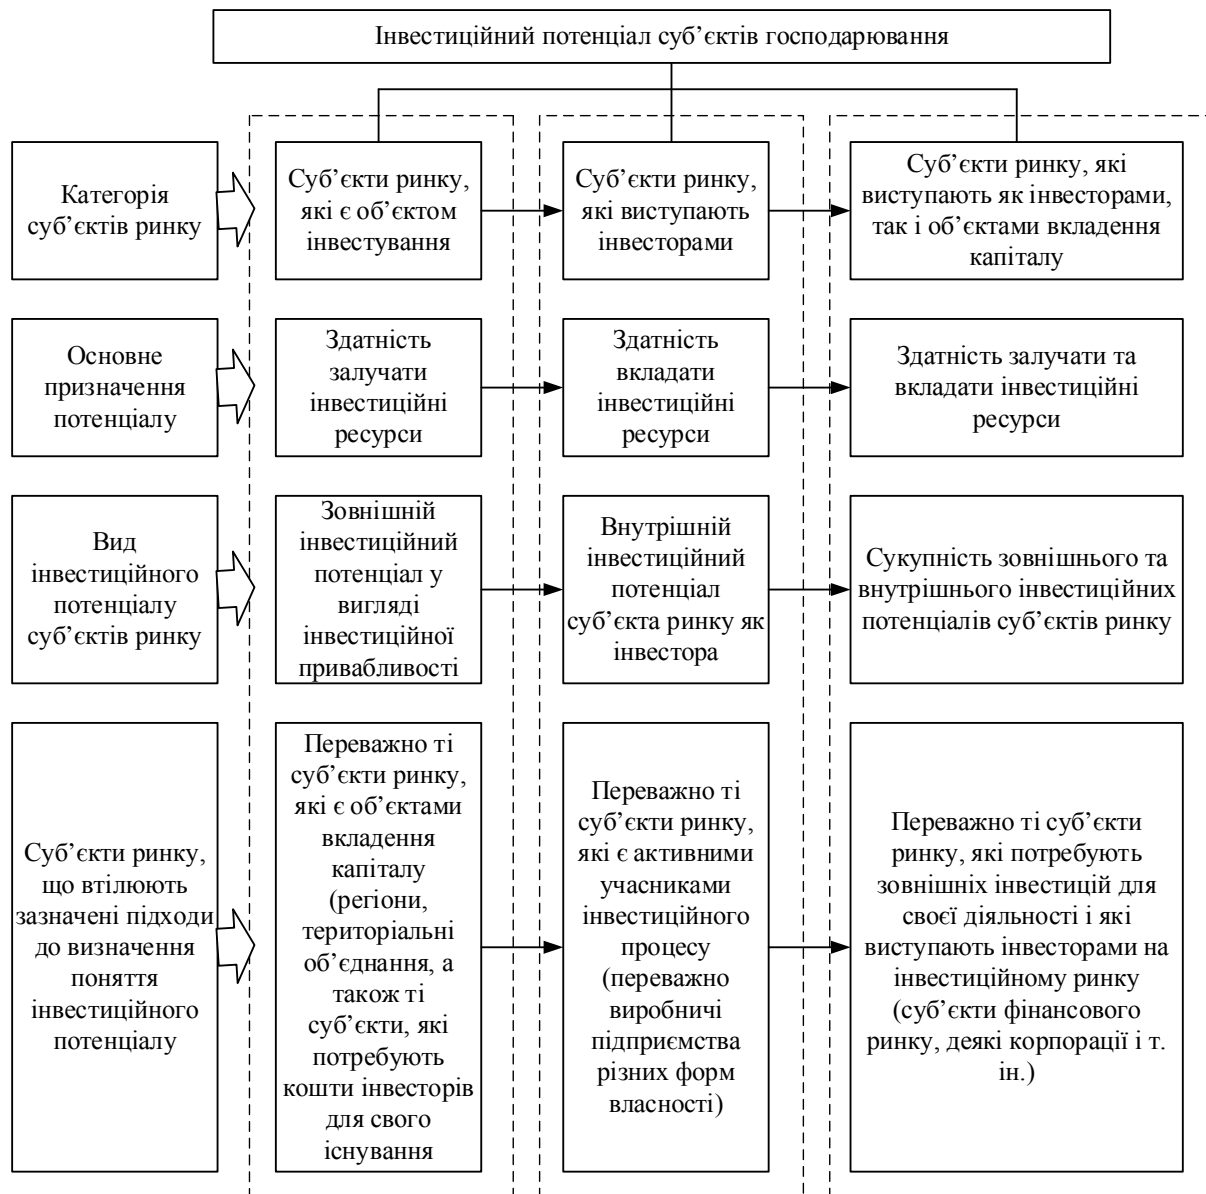 Інвестиційний потенціал суб’єктів господарювання
Категорія
суб’єктів ринку
Суб’єкти ринку,
які є об’єктом
інвестування
Суб’єкти ринку,
які виступають
інвесторами
Суб’єкти ринку, які
виступають як інвесторами,
так і об’єктами вкладення
капіталу
Основне
призначення
потенціалу
Здатність
залучати
інвестиційні
ресурси
Здатність
вкладати
інвестиційні
ресурси
Здатність залучати та
вкладати інвестиційні
ресурси
Вид
інвестиційного
потенціалу
суб’єктів ринку
Зовнішній
інвестиційний
потенціал у
вигляді
інвестиційної
привабливості
Внутрішній
інвестиційний
потенціал
суб’єкта ринку як
інвестора
Сукупність зовнішнього та
внутрішнього інвестиційних
потенціалів суб’єктів ринку
Суб’єкти ринку,
що втілюють
зазначені підходи
до визначення
поняття
інвестиційного
потенціалу
Переважно ті
суб’єкти ринку,
які є об’єктами
вкладення
капіталу
(регіони,
територіальні
об’єднання, а
також ті
суб’єкти, які
потребують
кошти інвесторів
для свого
існування
Переважно ті
суб’єкти ринку,
які є активними
учасниками
інвестиційного
процесу
(переважно
виробничі
підприємства
різних форм
власності)
Переважно ті суб’єкти
ринку, які потребують
зовнішніх інвестицій для
своєї діяльності і які
виступають інвесторами на
інвестиційному ринку
(суб’єкти фінансового
ринку, деякі корпорації і т.
ін.)